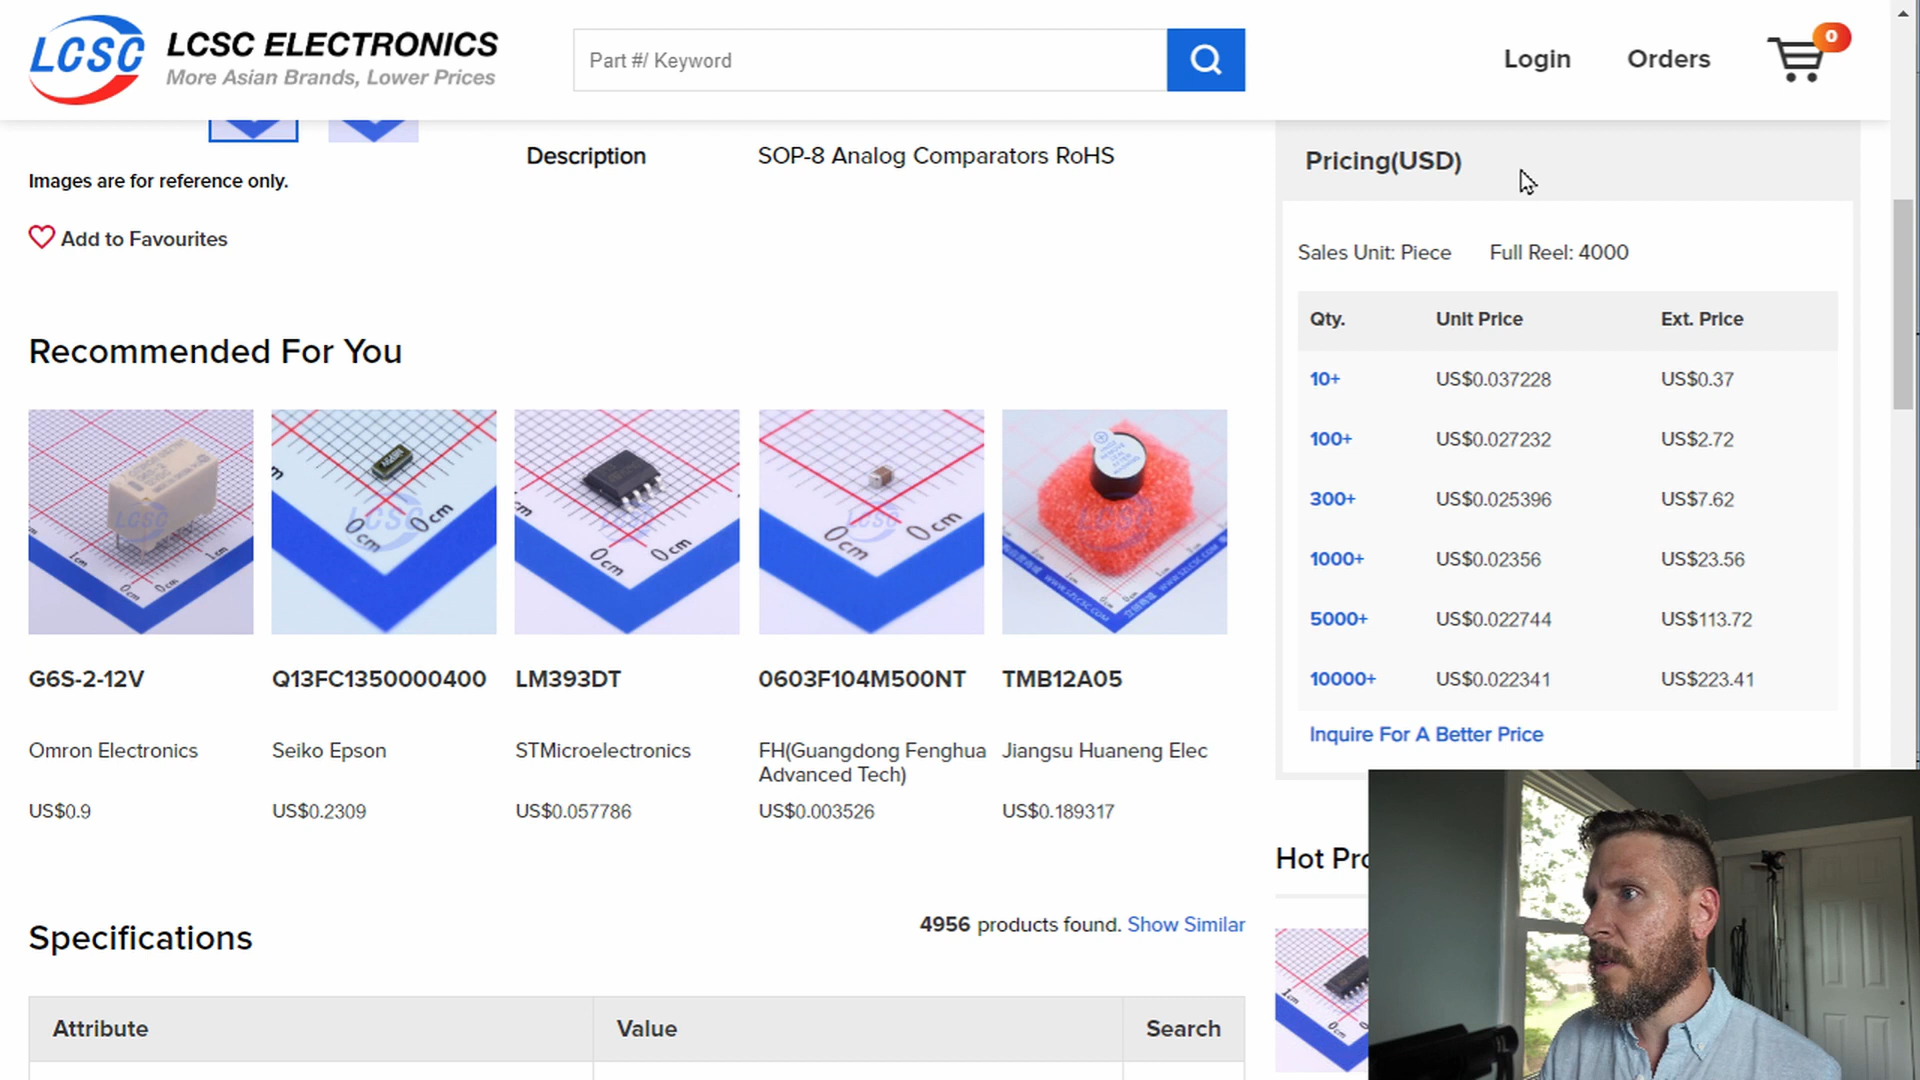 LCSC
LCSC ELECTRONICS
More Asian Brands, Lower Prices
Part #/ Keyword
Login
Orders
0
Description
SOP-8 Analog Comparators RoHS
Images are for reference only.
Add to Favourites
Pricing(USD)
Sales Unit: Piece
Full Reel: 4000
Qty.
Unit Price
Ext. Price
10+
US$0.037228
US$0.37
100+
US$0.027232
US$2.72
300+
US$0.025396
US$7.62
1000+
US$0.02356
US$23.56
5000+
US$0.022744
US$113.72
10000+
US$0.022341
US$223.41
Inquire For A Better Price
Recommended For You
G6S-2-12V
Q13FC1350000400
LM393DT
0603F104M500NT
TMB12A05
Omron Electronics
Seiko Epson
STMicroelectronics
FH(Guangdong Fenghua
Advanced Tech)
Jiangsu Huaneng Elec
US$0.9
US$0.2309
US$0.057786
US$0.003526
US$0.189317
Hot Pro
4956 products found. Show Similar
Specifications
Attribute
Value
Search